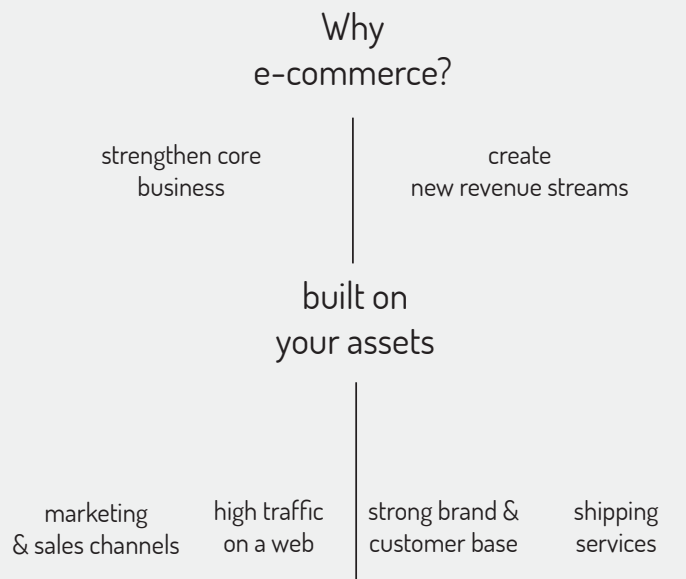 Why
e-commerce?
strengthen core
business
create
new revenue streams
built on
your assets
marketing
& sales channels
high traffic
on a web
strong brand &
customer base
shipping
services